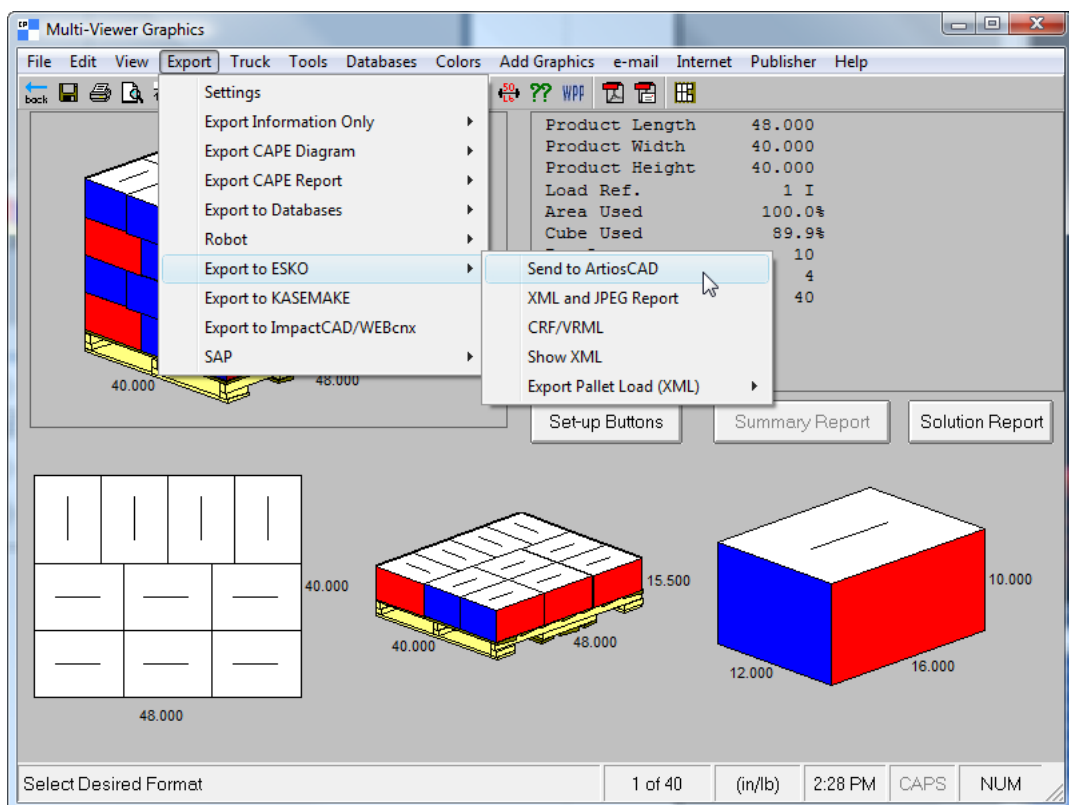 CP Multi-Viewer Graphics
File Edit View Export Truck Tools Databases Colors Add Graphics e-mail Internet Publisher Help
back ?? WPP
Settings
Export Information Only
Export CAPE Diagram
Export CAPE Report
Export to Databases
Robot
Export to ESKO
Export to KASEMAKE
Export to ImpactCAD/WEBcnx
SAP
Send to ArtiosCAD
XML and JPEG Report
CRF/VRML
Show XML
Export Pallet Load (XML)
Product Length 48.000
Product Width 40.000
Product Height 40.000
Load Ref. 1 I
Area Used 100.0%
Cube Used 89.9%
10
4
40
40.000 48.000
Set-up Buttons Summary Report Solution Report
40.000
48.000
15.500
40.000 48.000
10.000
12.000 16.000
Select Desired Format 1 of 40 (in/lb) 2:28 PM CAPS NUM